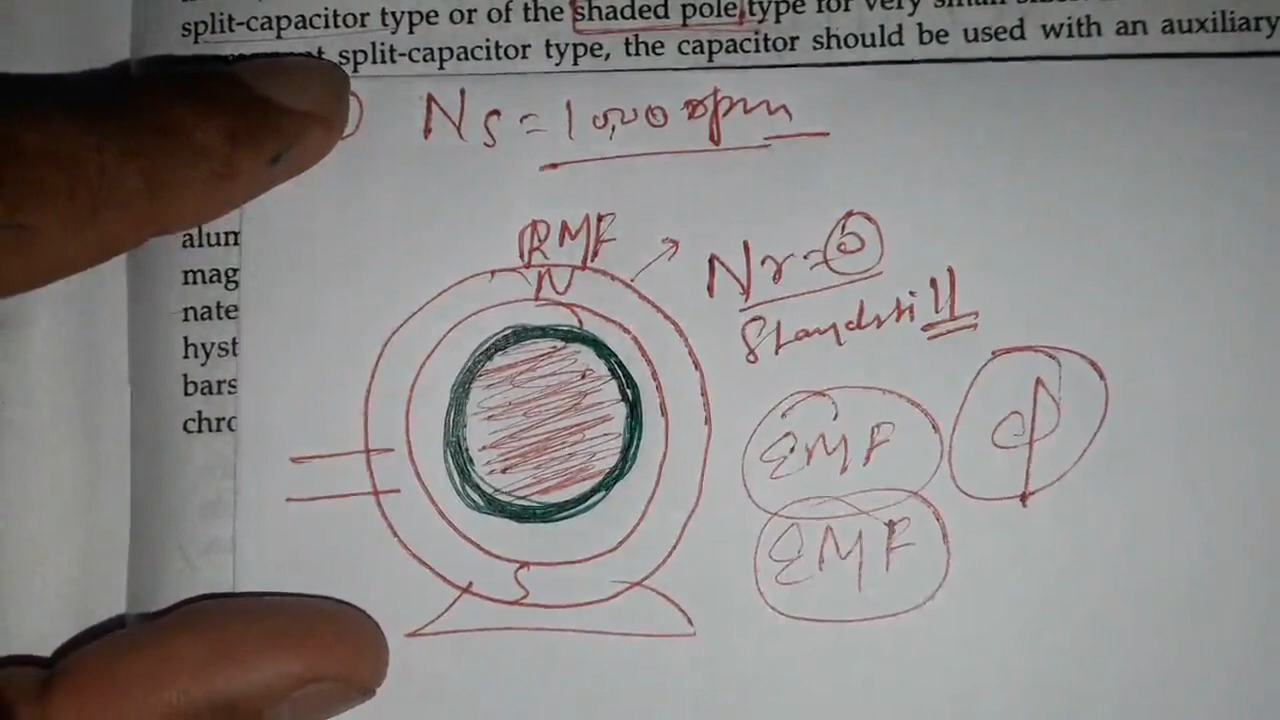 split-capacitor type or of the shaded pole type for very small
split-capacitor type, the capacitor should be used with an auxiliary
Ns = 1000 rpm
alum
mag
nate
hyst
bars
chro
RMF
N
Nr = 0
Standstill
EMF
φ
EMF
S